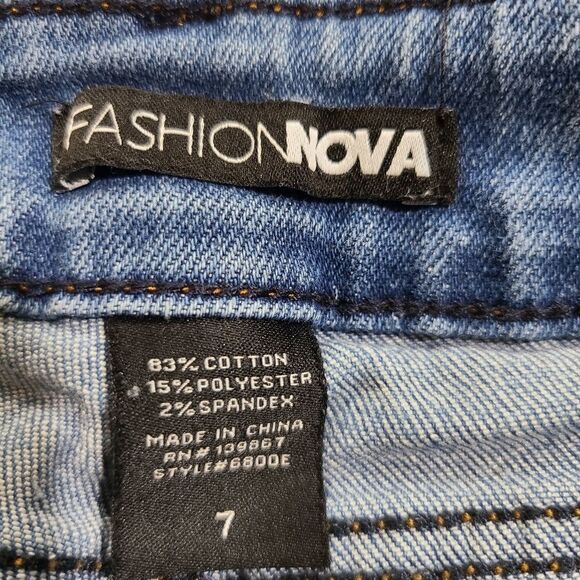 FASHIONNOVA
83% COTTON
15% POLYESTER
2% SPANDEX
MADE IN CHINA
RN# 139867
STYLE#6800E
7